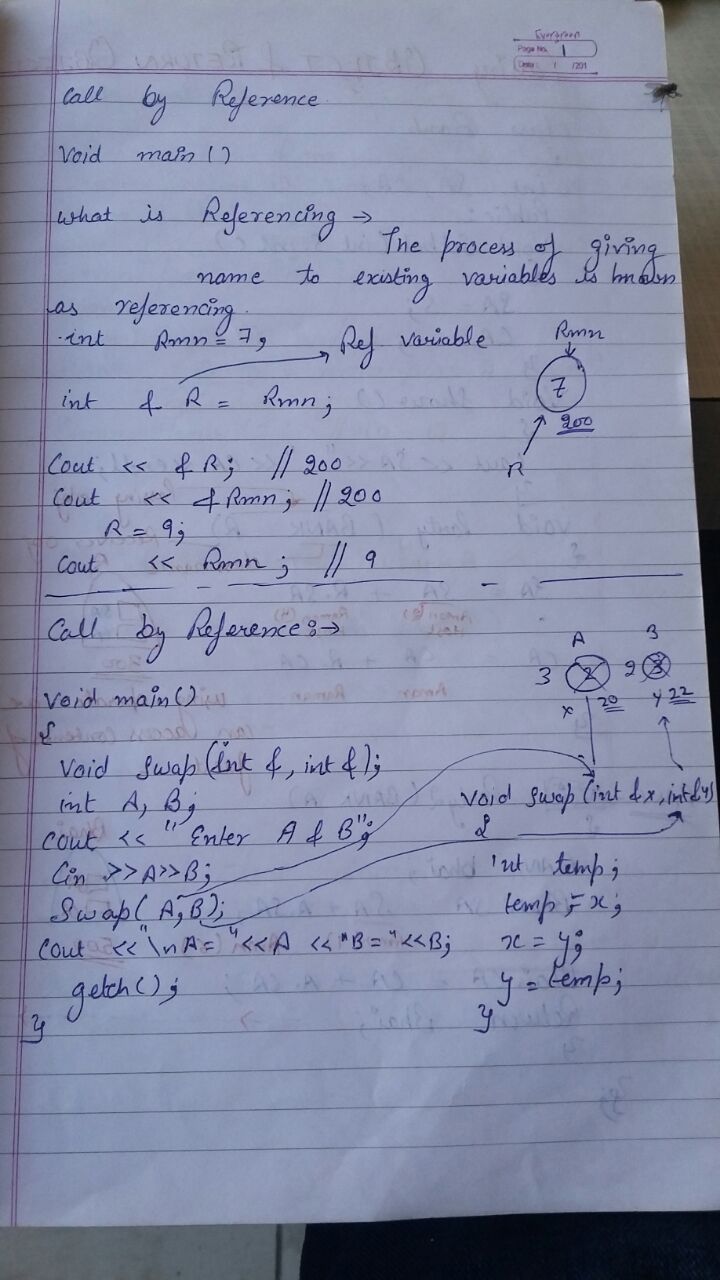 Evergreen
Page No. 1
Date: / /201
Call by Reference
Void main ()
what is Referencing →
The process of giving
name to existing variables is known
as referencing.
int Rmn = 7; Ref variable Rmn
int & R = Rmn; 7
200
R
Cout << & R; // 200
Cout << & Rmn; // 200
R = 9;
Cout << Rmn ; // 9
Call by Reference :→
A B
3 2 2 3
x 20 y 22
Void main()
{
Void Swap (int &, int &);
int A, B;
void swap (int & x, int & y)
Cout << " Enter A & B";
{
Cin >> A >> B;
int temp;
Swap( A, B);
temp = x;
Cout << "\n A = " << A << "B = " << B;
x = y;
getch();
y = temp;
}
}